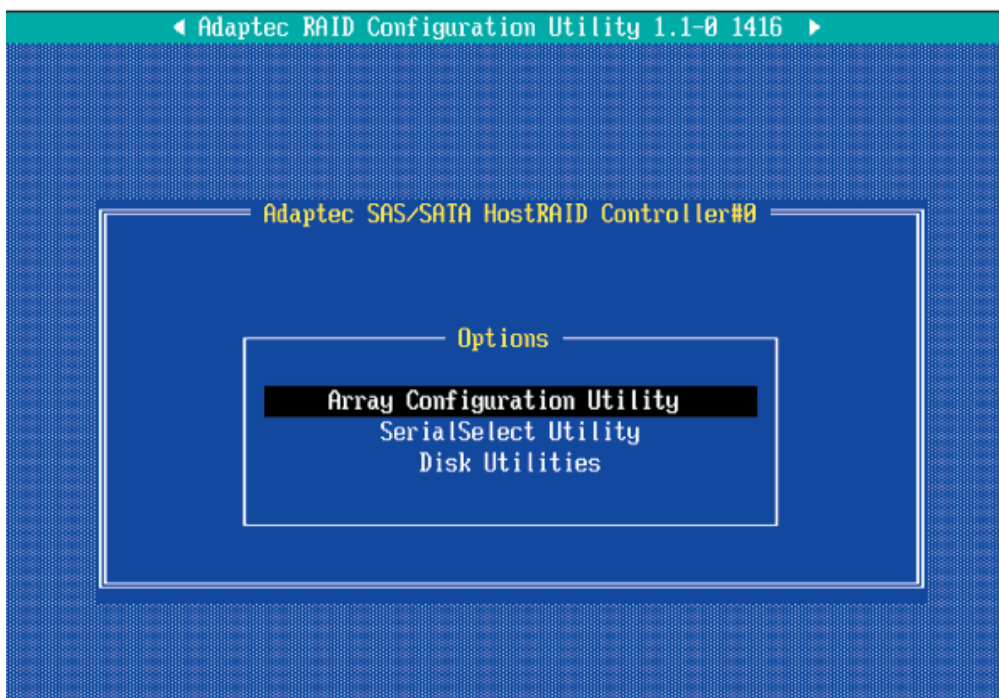 Adaptec RAID Configuration Utility 1.1-0 1416
Adaptec SAS/SATA HostRAID Controller#0
Options
Array Configuration Utility
SerialSelect Utility
Disk Utilities